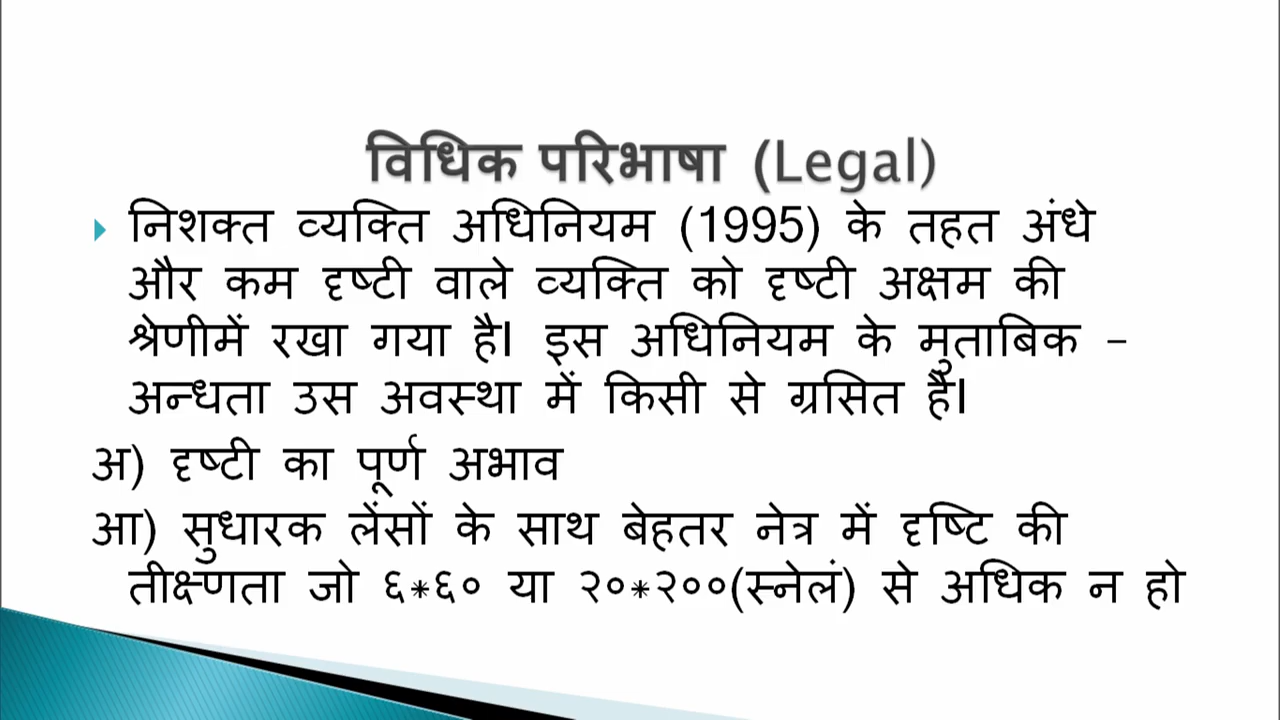 विधिक परिभाषा (Legal)
निशक्त व्यक्ति अधिनियम (1995) के तहत अंधे
और कम दृष्टी वाले व्यक्ति को दृष्टी अक्षम की
श्रेणीमें रखा गया है। इस अधिनियम के मुताबिक –
अन्धता उस अवस्था में किसी से ग्रसित है।
अ) दृष्टी का पूर्ण अभाव
आ) सुधारक लेंसों के साथ बेहतर नेत्र में दृष्टि की
तीक्ष्णता जो ६*६० या २०*२००(स्नेलं) से अधिक न हो